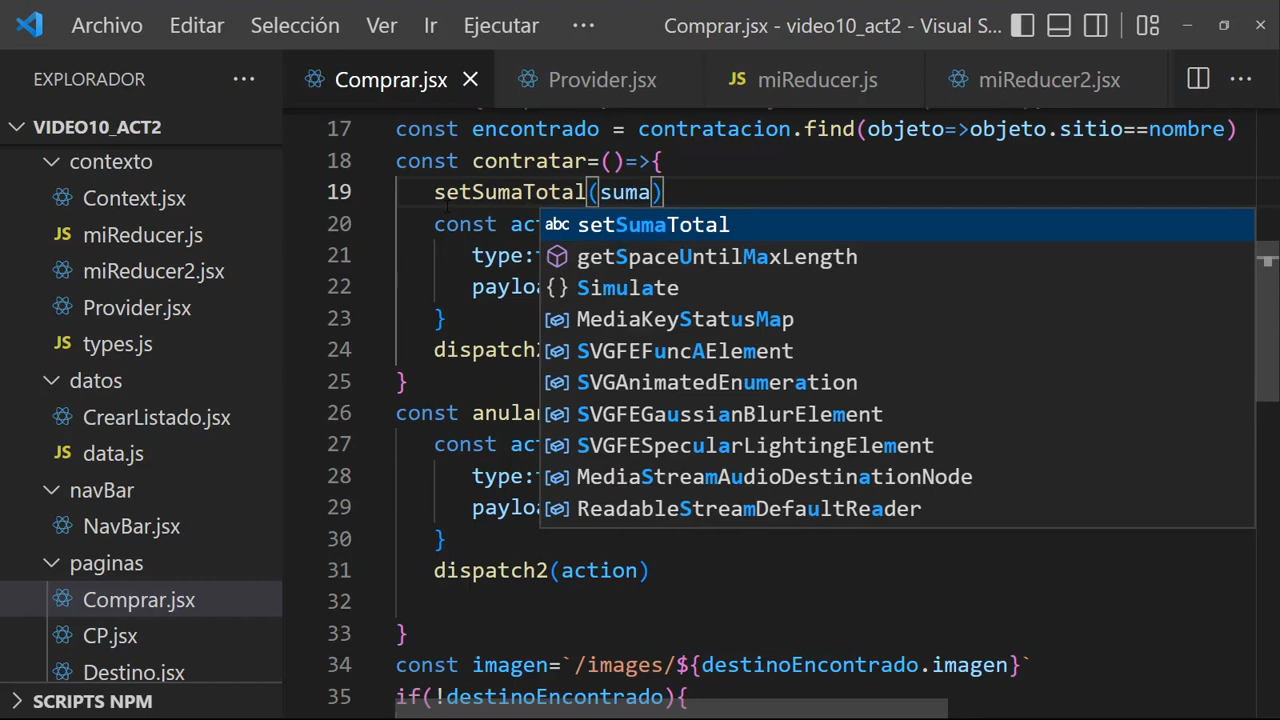 Archivo Editar Selección Ver Ir Ejecutar ··· Comprar.jsx - video10_act2 - Visual S...
EXPLORADOR ···
Comprar.jsx Provider.jsx JS miReducer.js miReducer2.jsx ···
VIDEO10_ACT2
contexto
Context.jsx
JS miReducer.js
miReducer2.jsx
Provider.jsx
JS types.js
datos
CrearListado.jsx
JS data.js
navBar
NavBar.jsx
paginas
Comprar.jsx
CP.jsx
Destino.jsx
SCRIPTS NPM
17 const encontrado = contratacion.find(objeto=>objeto.sitio==nombre)
18 const contratar=()=>{
19 setSumaTotal(suma)
20 const ac
21 type:
22 paylo
23 }
24 dispatch
25 }
26 const anular
27 const ac
28 type:
29 paylo
30 }
31 dispatch2(action)
32
33 }
34 const imagen=`/images/${destinoEncontrado.imagen}`
35 if(!destinoEncontrado){
abc setSumaTotal
getSpaceUntilMaxLength
{} Simulate
MediaKeyStatusMap
SVGFEFuncAElement
SVGAnimatedEnumeration
SVGFEGaussianBlurElement
SVGFESpecularLightingElement
MediaStreamAudioDestinationNode
ReadableStreamDefaultReader